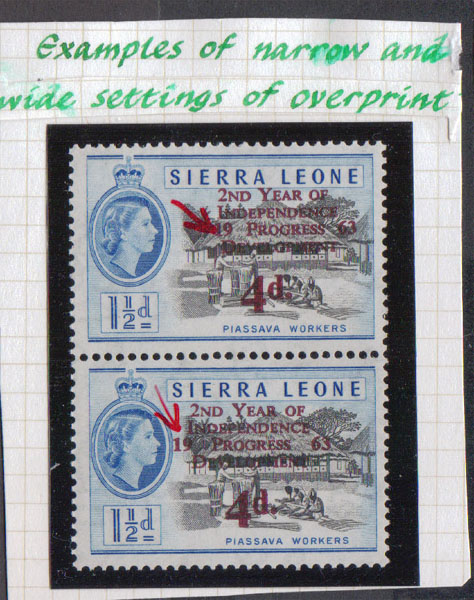 Examples of narrow and
wide settings of overprint
SIERRA LEONE
2ND YEAR OF
INDEPENDENCE
19 PROGRESS 63
DEVELOPMENT
4d.
1½d
PIASSAVA WORKERS
SIERRA LEONE
2ND YEAR OF
INDEPENDENCE
19 PROGRESS 63
DEVELOPMENT
4d.
1½d
PIASSAVA WORKERS